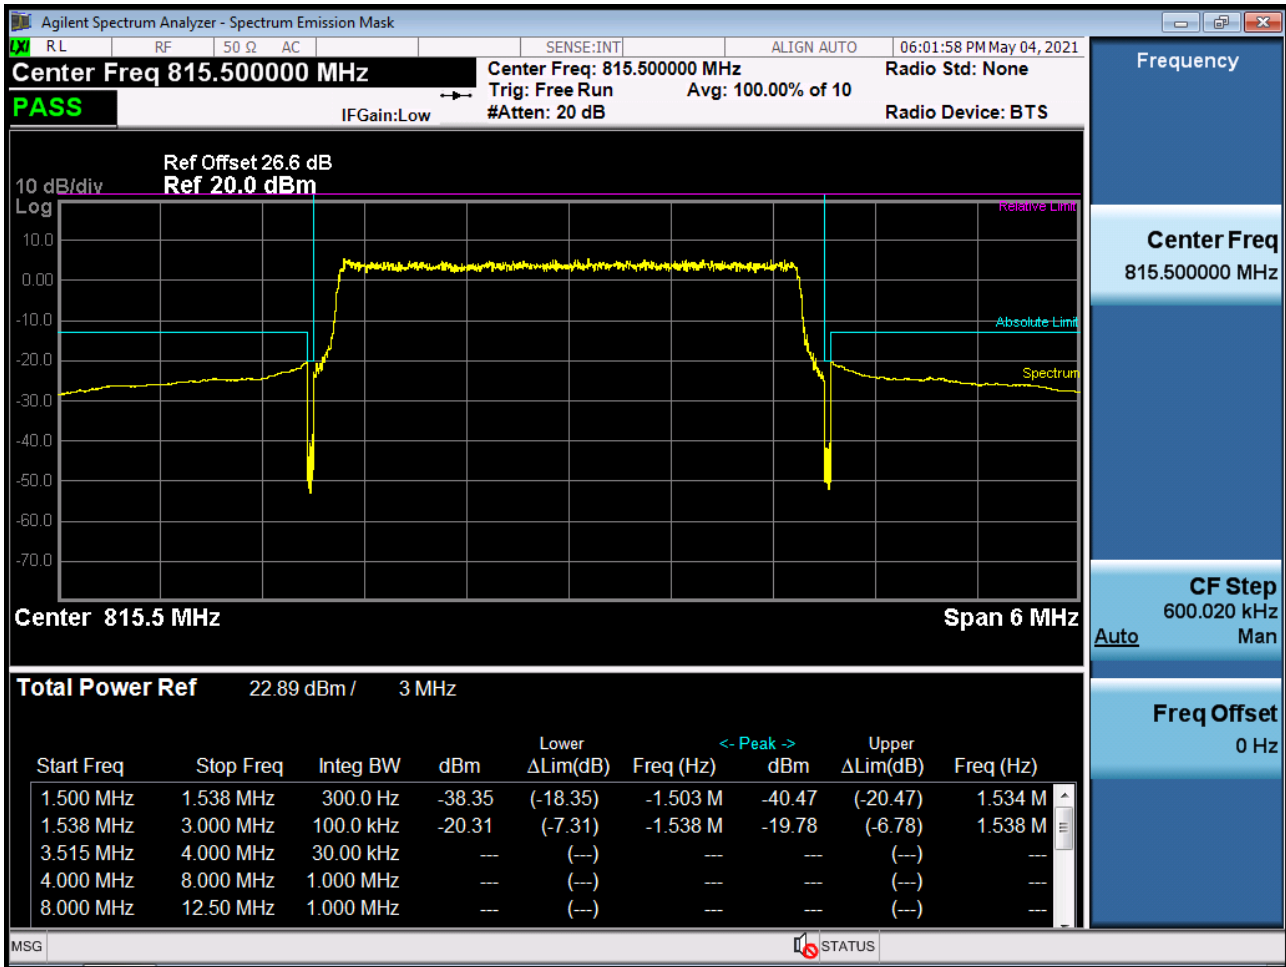 Agilent Spectrum Analyzer - Spectrum Emission Mask
LXI RL RF 50 Ω AC SENSE:INT ALIGN AUTO 06:01:58 PM May 04, 2021
Center Freq 815.500000 MHz
Center Freq: 815.500000 MHz Radio Std: None
Trig: Free Run Avg: 100.00% of 10
PASS IFGain:Low #Atten: 20 dB Radio Device: BTS
Ref Offset 26.6 dB
10 dB/div Ref 20.0 dBm
Log
Relative Limit
10.0
0.00
-10.0
Absolute Limit
-20.0
Spectrum
-30.0
-40.0
-50.0
-60.0
-70.0
Center 815.5 MHz Span 6 MHz
Total Power Ref 22.89 dBm / 3 MHz
Lower <- Peak -> Upper
Start Freq Stop Freq Integ BW dBm ΔLim(dB) Freq (Hz) dBm ΔLim(dB) Freq (Hz)
1.500 MHz 1.538 MHz 300.0 Hz -38.35 (-18.35) -1.503 M -40.47 (-20.47) 1.534 M
1.538 MHz 3.000 MHz 100.0 kHz -20.31 (-7.31) -1.538 M -19.78 (-6.78) 1.538 M
3.515 MHz 4.000 MHz 30.00 kHz --- (---) --- --- (---) ---
4.000 MHz 8.000 MHz 1.000 MHz --- (---) --- --- (---) ---
8.000 MHz 12.50 MHz 1.000 MHz --- (---) --- --- (---) ---
MSG STATUS
Frequency
Center Freq
815.500000 MHz
CF Step
600.020 kHz
Auto Man
Freq Offset
0 Hz